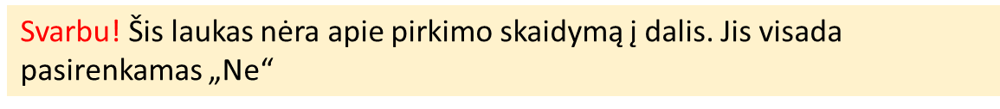 Svarbu! Šis laukas nėra apie pirkimo skaidymą į dalis. Jis visada
pasirenkamas „Ne“